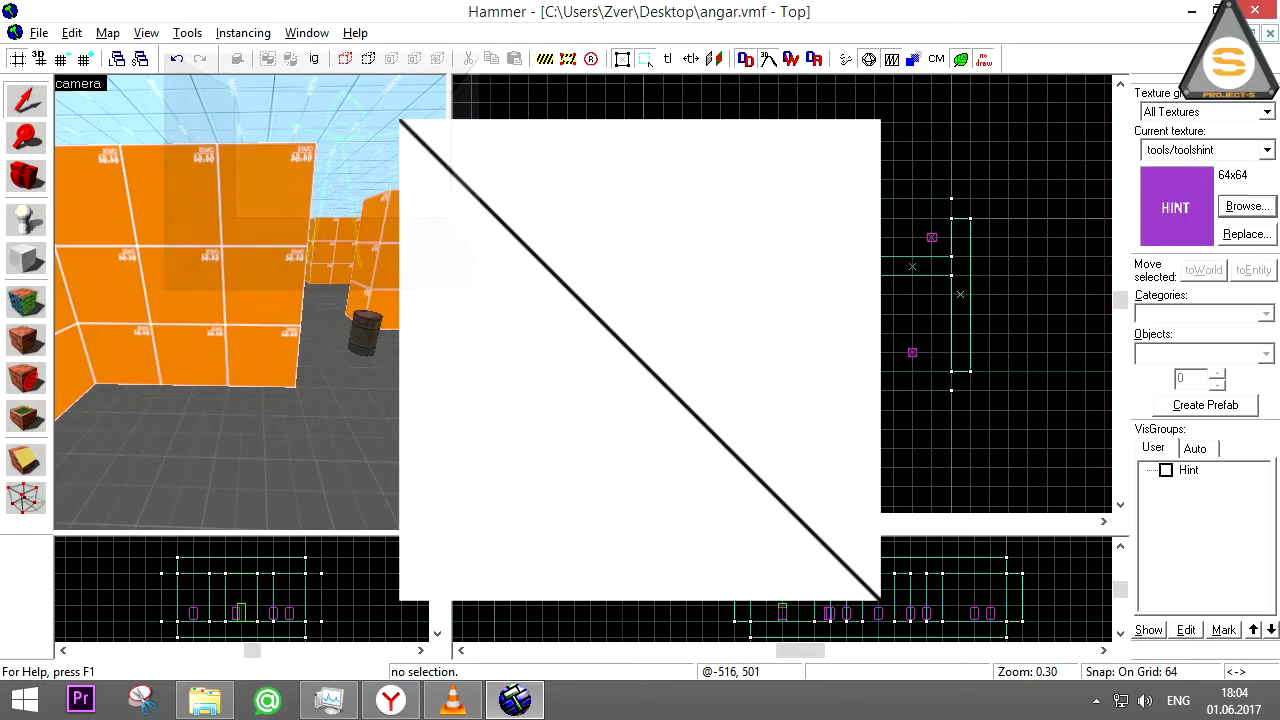 Hammer - [C:\Users\Zver\Desktop\angar.vmf - Top]
File Edit Map View Tools Instancing Window Help
camera
PROJECT-S
All Textures
Current texture:
tools/toolshint
HINT
64x64
Browse...
Replace...
Move selected:
toWorld
toEntity
Categories:
Objects:
0
Create Prefab
VisGroups:
User
Auto
Hint
Show
Edit
Mark
For Help, press F1
no selection.
@-516, 501
Zoom: 0.30
Snap: On Grid: 64
<->
Pr
ENG
18:04
01.06.2017